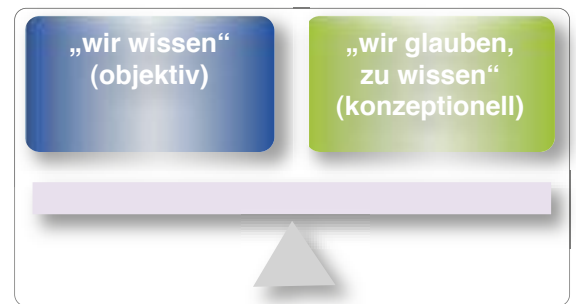 „wir wissen“
(objektiv)
„wir glauben,
zu wissen“
(konzeptionell)